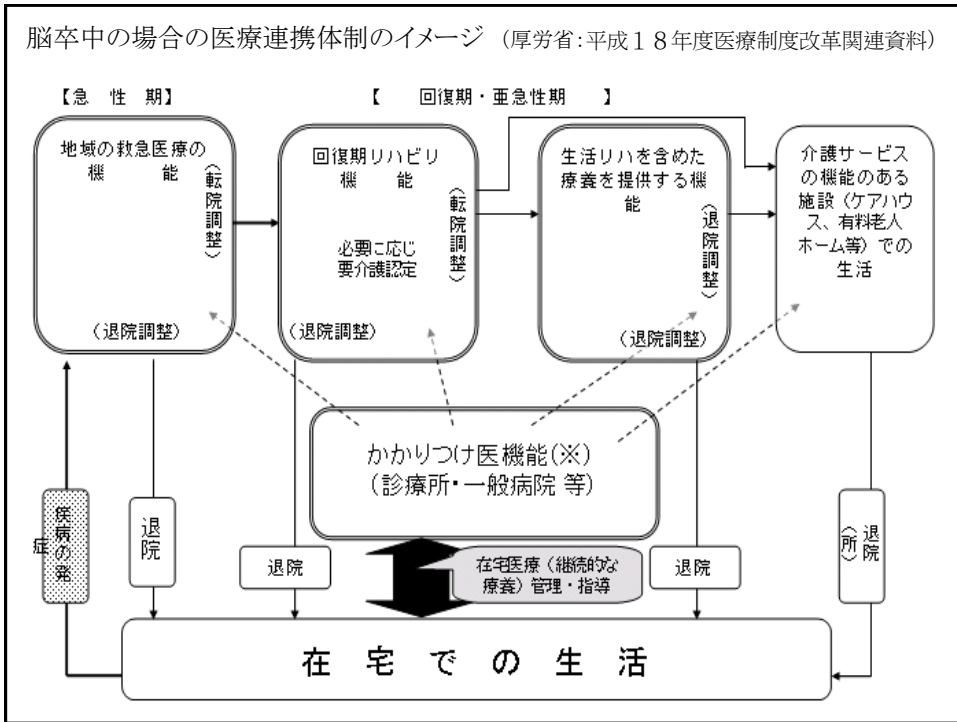 脳卒中の場合の医療連携体制のイメージ (厚労省:平成18年度医療制度改革関連資料)
【急 性 期】
【 回復期・亜急性期 】
地域の救急医療の
機 能
(転院調整)
(退院調整)
回復期リハビリ
機 能
(転院調整)
必要に応じ
要介護認定
(退院調整)
生活リハを含めた
療養を提供する機
能
(退院調整)
(退院調整)
介護サービス
の機能のある
施設(ケアハウ
ス、有料老人
ホーム等)での
生活
かかりつけ医機能(※)
(診療所・一般病院 等)
疾病の発
症
退院
退院
在宅医療(継続的な
療養)管理・指導
退院
退院
(所)
在 宅 で の 生 活